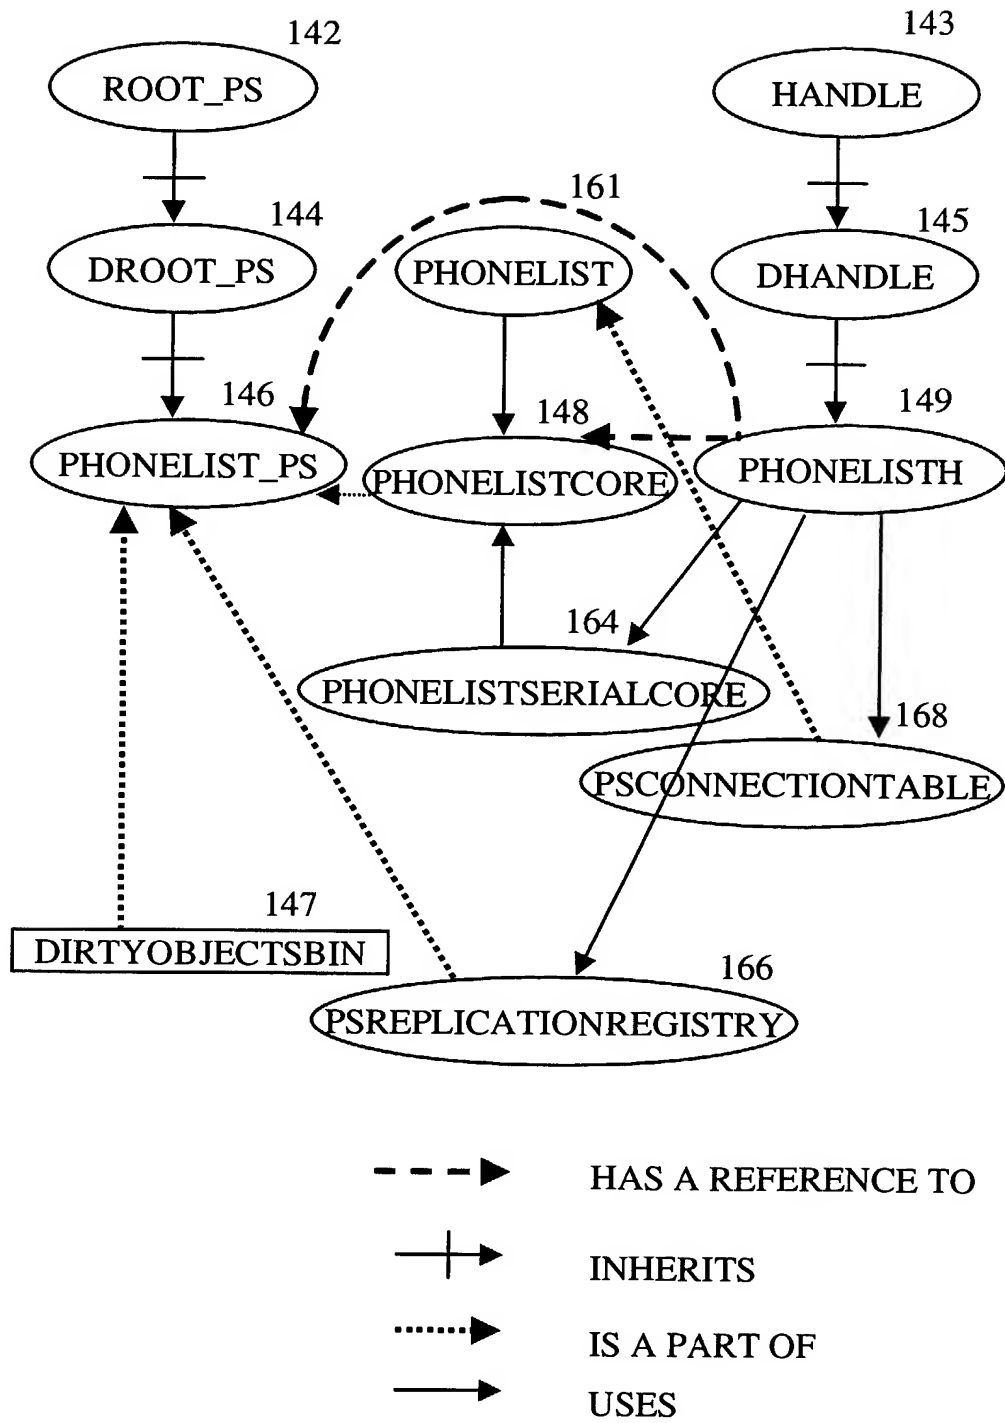 142
143
ROOT_PS
HANDLE
161
144
145
DROOT_PS
PHONELIST
DHANDLE
146
148
149
PHONELIST_PS
PHONELISTCORE
PHONELISTH
164
PHONELISTSERIALCORE
168
PSCONNECTIONTABLE
147
DIRTYOBJECTSBIN
166
PSREPLICATIONREGISTRY
HAS A REFERENCE TO
INHERITS
IS A PART OF
USES